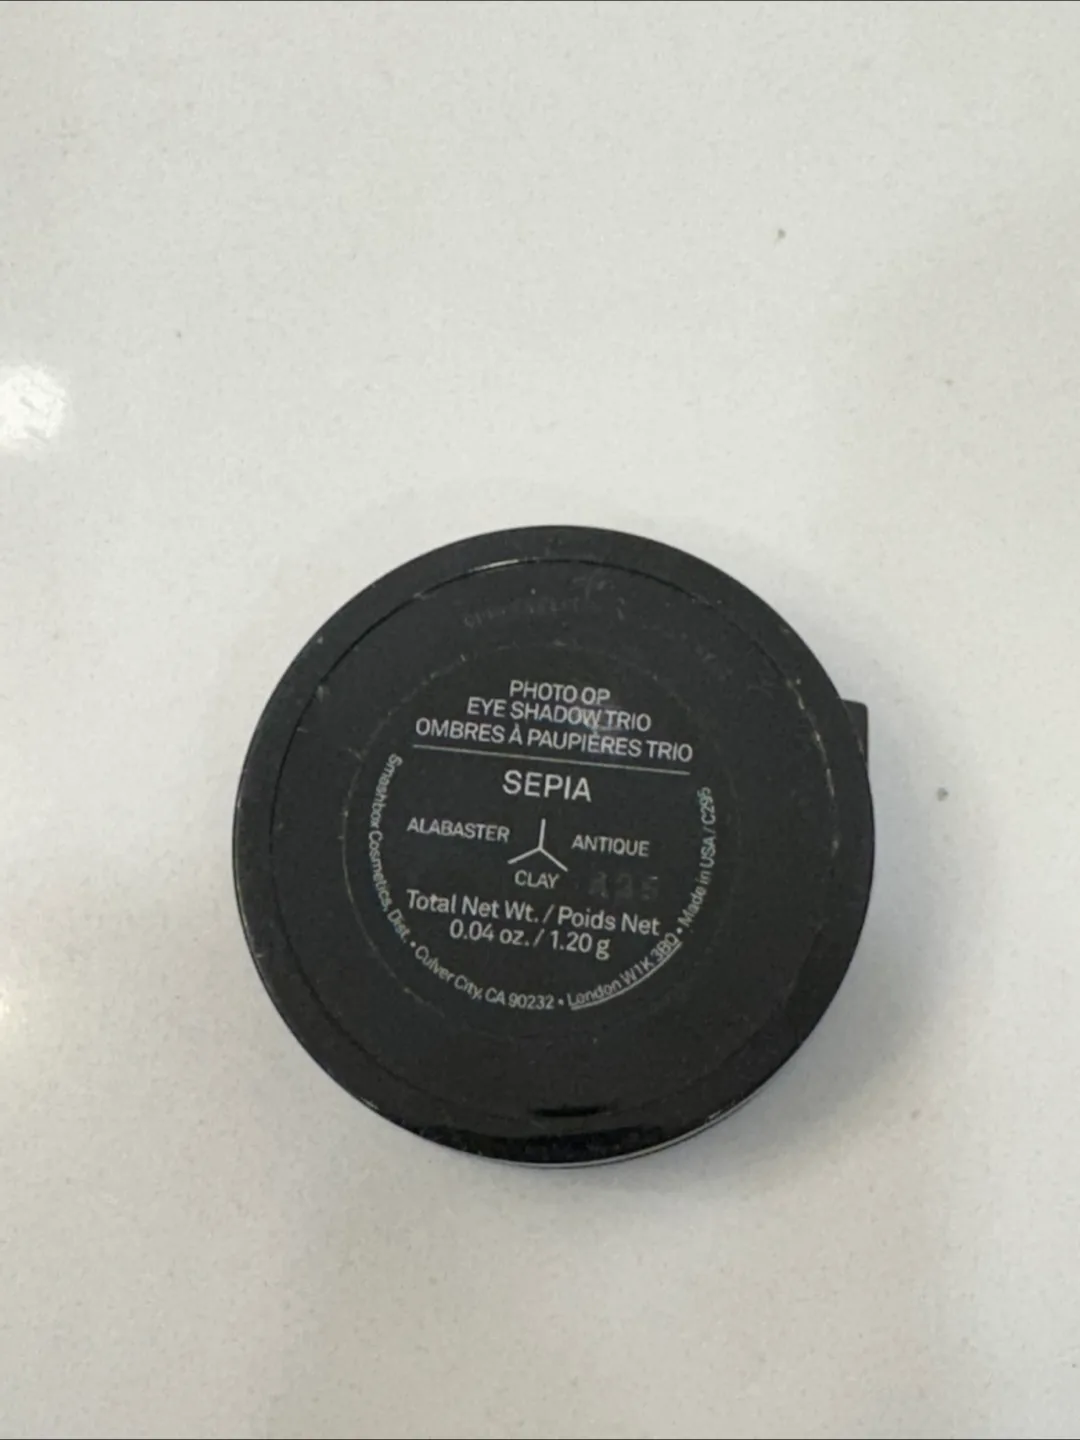 PHOTO OP
EYE SHADOW TRIO
OMBRES À PAUPIÈRES TRIO
SEPIA
ALABASTER
ANTIQUE
CLAY
Total Net Wt. / Poids Net
0.04 oz. / 1.20 g
Smashbox Cosmetics, Dist. • Culver City, CA 90232 • London W1K 3BQ • Made in USA / C295